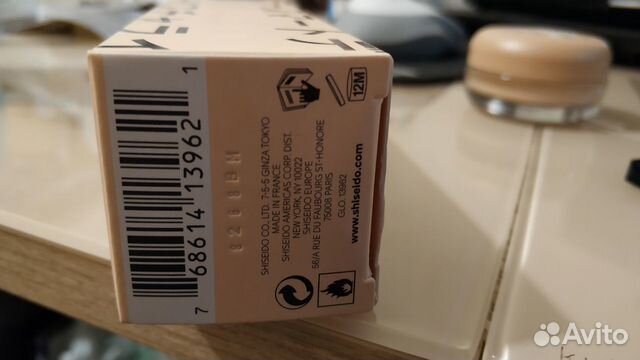 7 68614 13962 1
SHISEIDO CO., LTD. 7-5-5 GINZA TOKYO
MADE IN FRANCE
SHISEIDO AMERICAS CORP. DIST.
NEW YORK, NY 10022
SHISEIDO EUROPE
56/A RUE DU FAUBOURG ST-HONORE
75008 PARIS
GLO. 13962
www.shiseido.com
12M
Avito